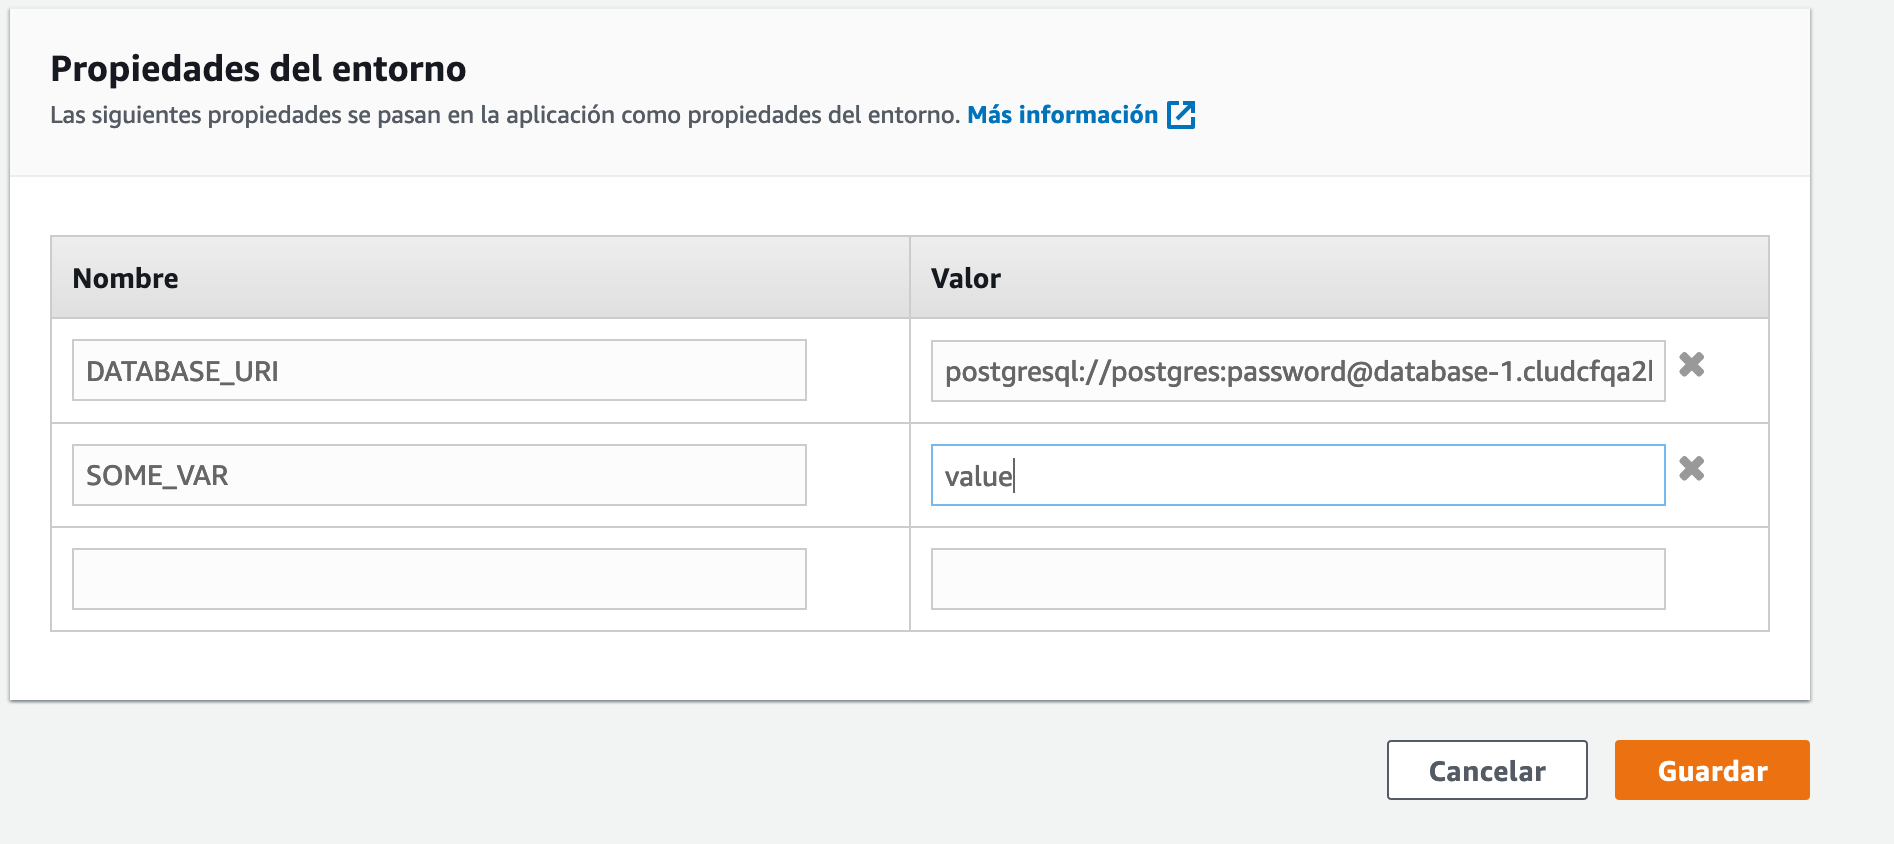 Propiedades del entorno
Las siguientes propiedades se pasan en la aplicación como propiedades del entorno. Más información
Nombre Valor
DATABASE_URI postgresql://postgres:password@database-1.cludcfqa2
SOME_VAR value
Cancelar Guardar